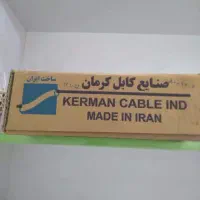 ساخت ایران
صنایع کابل کرمان
KERMAN CABLE IND
MADE IN IRAN